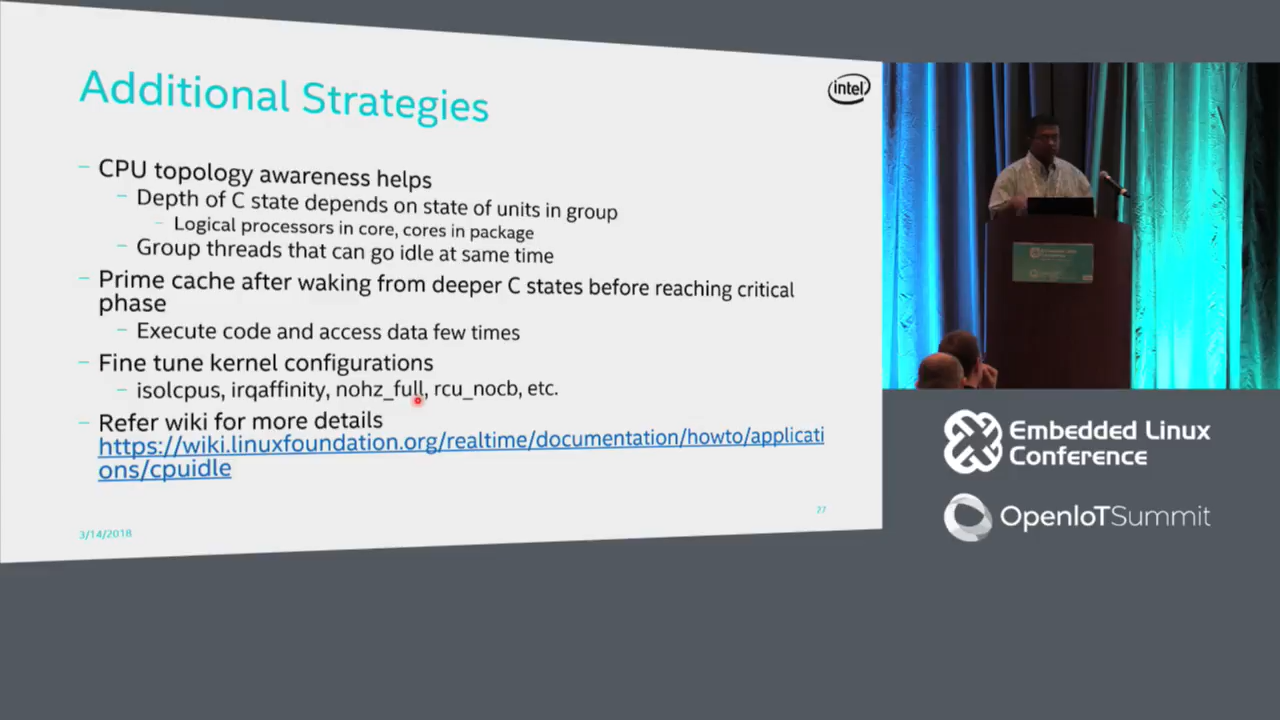 Additional Strategies
intel
– CPU topology awareness helps
– Depth of C state depends on state of units in group
– Logical processors in core, cores in package
– Group threads that can go idle at same time
– Prime cache after waking from deeper C states before reaching critical
phase
– Execute code and access data few times
– Fine tune kernel configurations
– isolcpus, irqaffinity, nohz_full, rcu_nocb, etc.
– Refer wiki for more details
https://wiki.linuxfoundation.org/realtime/documentation/howto/applicati
ons/cpuidle
77
3/14/2018
Embedded Linux
Conference
OpenIoTSummit